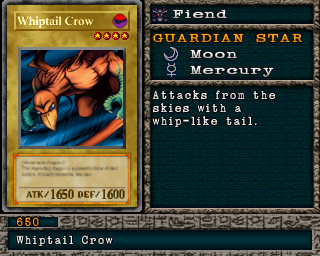 Whiptail Crow
ATK/1650 DEF/1600
Fiend
GUARDIAN STAR
Moon
Mercury
Attacks from the
skies with a
whip-like tail.
650
Whiptail Crow